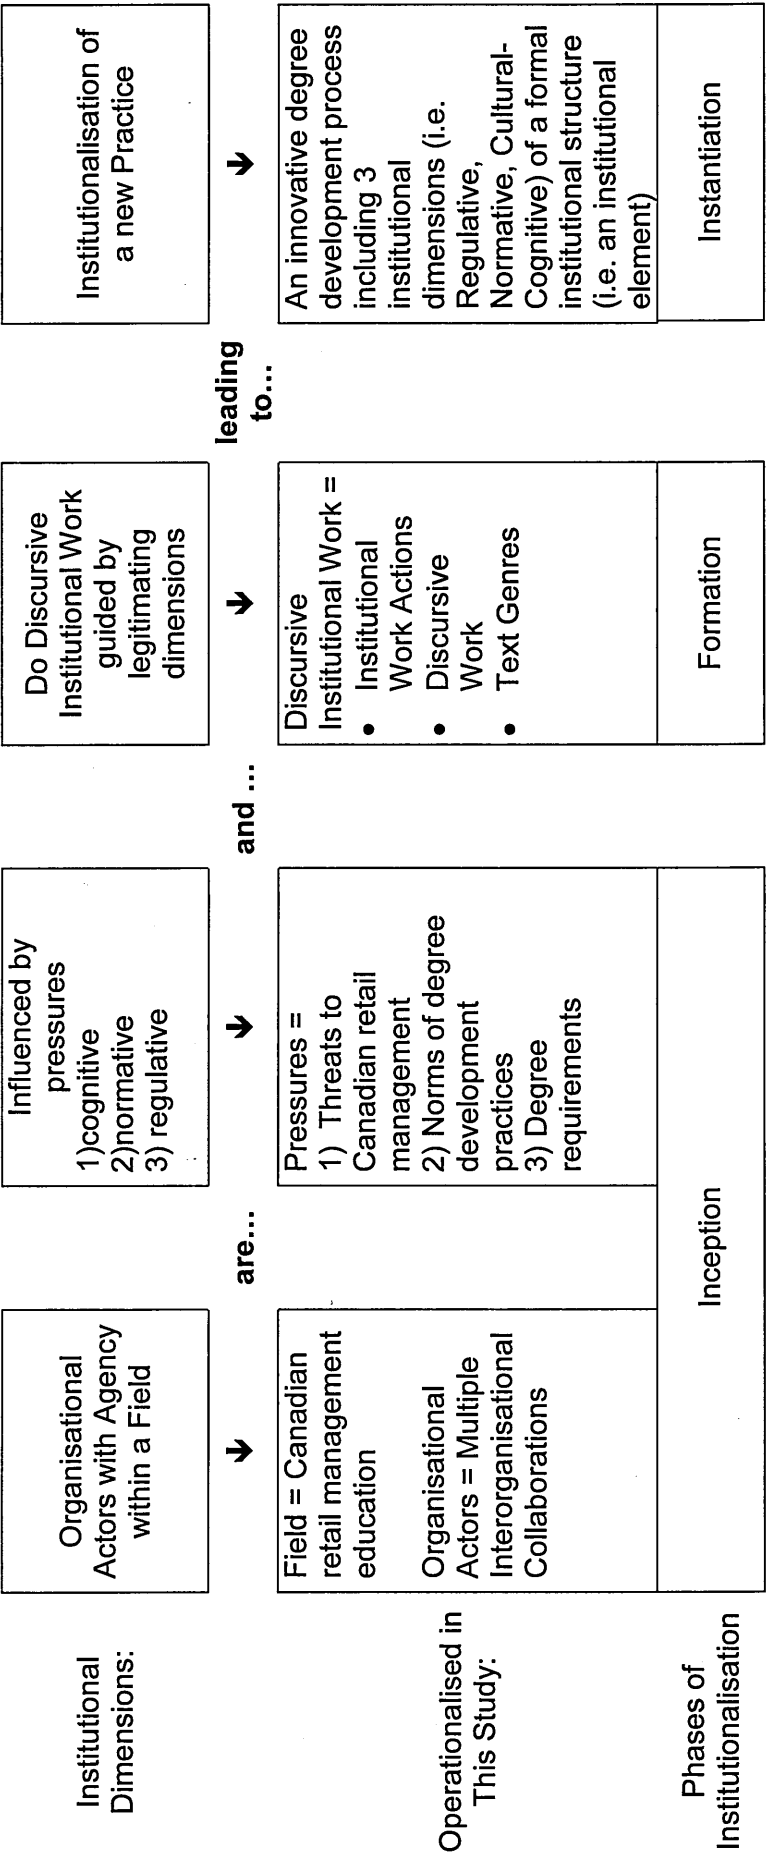 Institutional
Dimensions:
Organisational
Actors with Agency
within a Field
are...
Influenced by
pressures
1)cognitive
2)normative
3) regulative
and ...
Do Discursive
Institutional Work
guided by
legitimating
dimensions
leading
to...
Institutionalisation of
a new Practice
Operationalised in
This Study:
Field = Canadian
retail management
education
Organisational
Actors = Multiple
Interorganisational
Collaborations
Pressures =
1) Threats to
Canadian retail
management
2) Norms of degree
development
practices
3) Degree
requirements
Discursive
Institutional Work =
• Institutional
Work Actions
• Discursive
Work
• Text Genres
An innovative degree
development process
including 3
institutional
dimensions (i.e.
Regulative,
Normative, Cultural-
Cognitive) of a formal
institutional structure
(i.e. an institutional
element)
Phases of
Institutionalisation
Inception
Formation
Instantiation